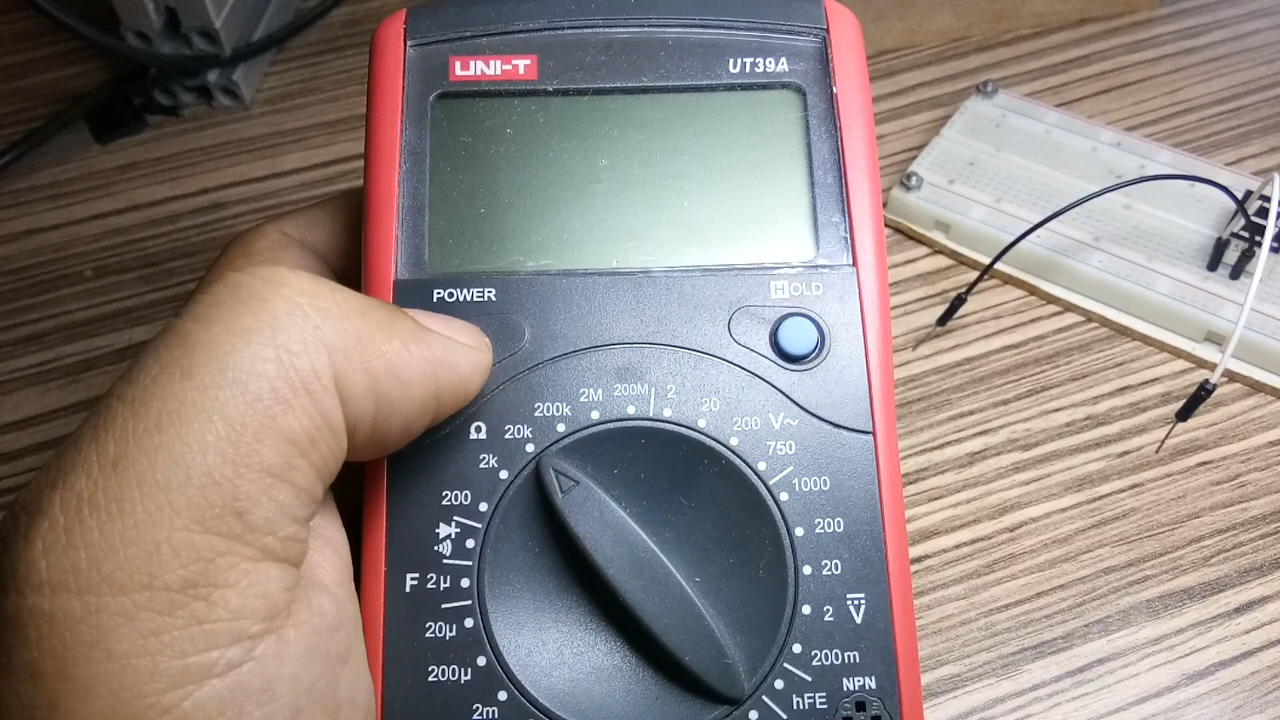 UNI-T UT39A
POWER HOLD
Ω 2k 20k 200k 2M 200M 2 20 200 750 V~
200
F 2µ
20µ
200µ
2m
1000
200
20
2 V
200m
hFE NPN